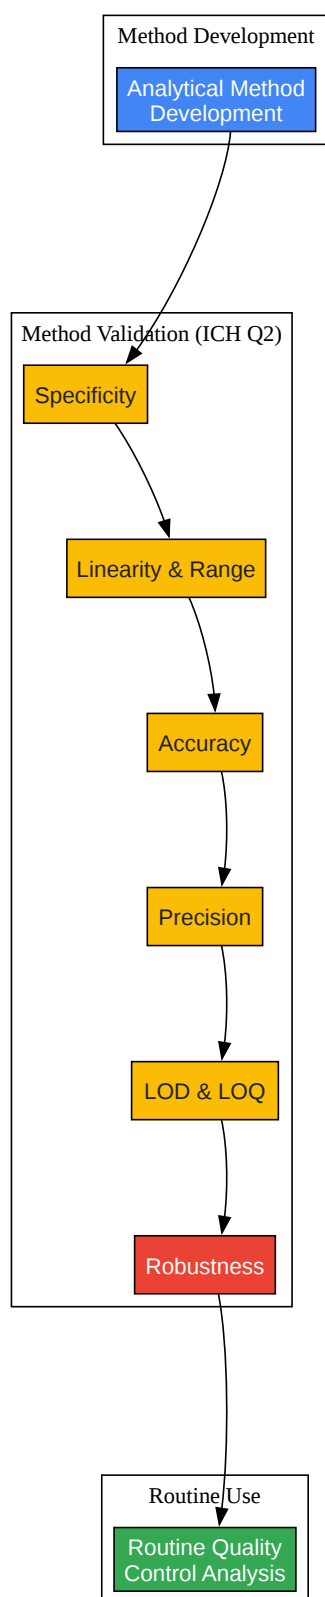 Method Development
Analytical Method
Development
Method Validation (ICH Q2)
Specificity
Linearity & Range
Accuracy
Precision
LOD & LOQ
Robustness
Routine Use
Routine Quality
Control Analysis